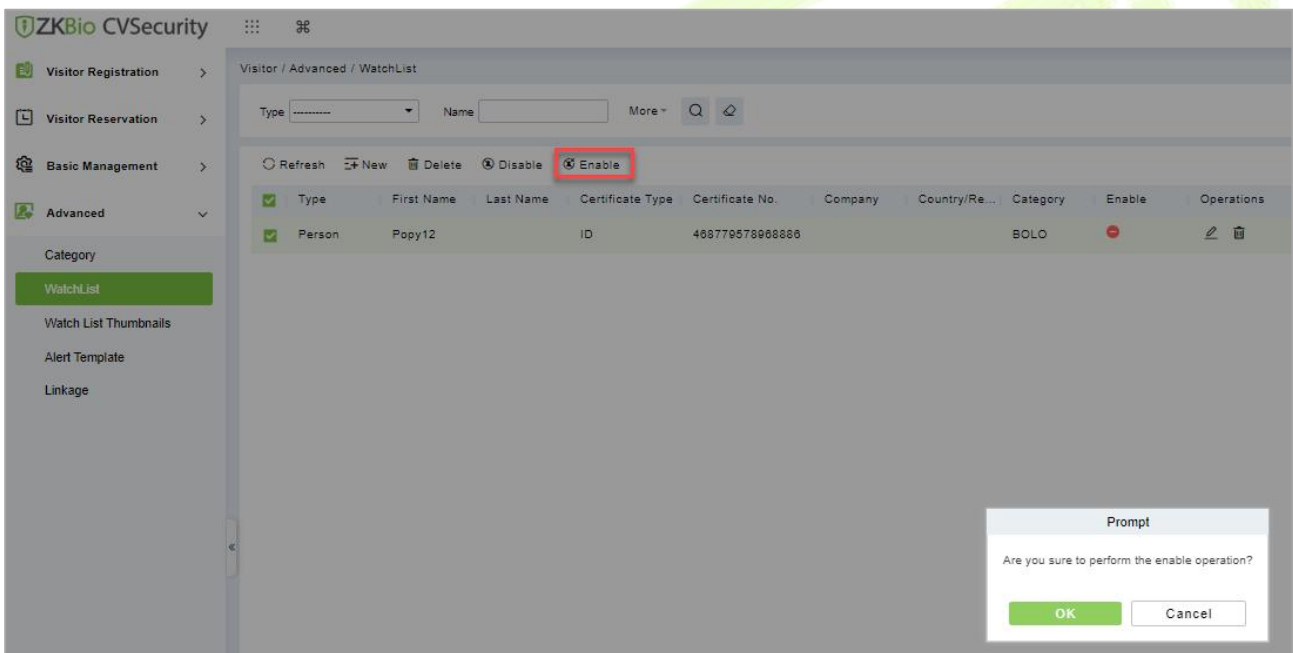 ZKBio CVSecurity
Visitor Registration
Visitor Reservation
Basic Management
Advanced
Category
WatchList
Watch List Thumbnails
Alert Template
Linkage
Visitor / Advanced / WatchList
Type ---------- Name More
Refresh New Delete Disable Enable
Type First Name Last Name Certificate Type Certificate No. Company Country/Re... Category Enable Operations
Person Popy12 ID 468779578968886 BOLO
Prompt
Are you sure to perform the enable operation?
OK Cancel